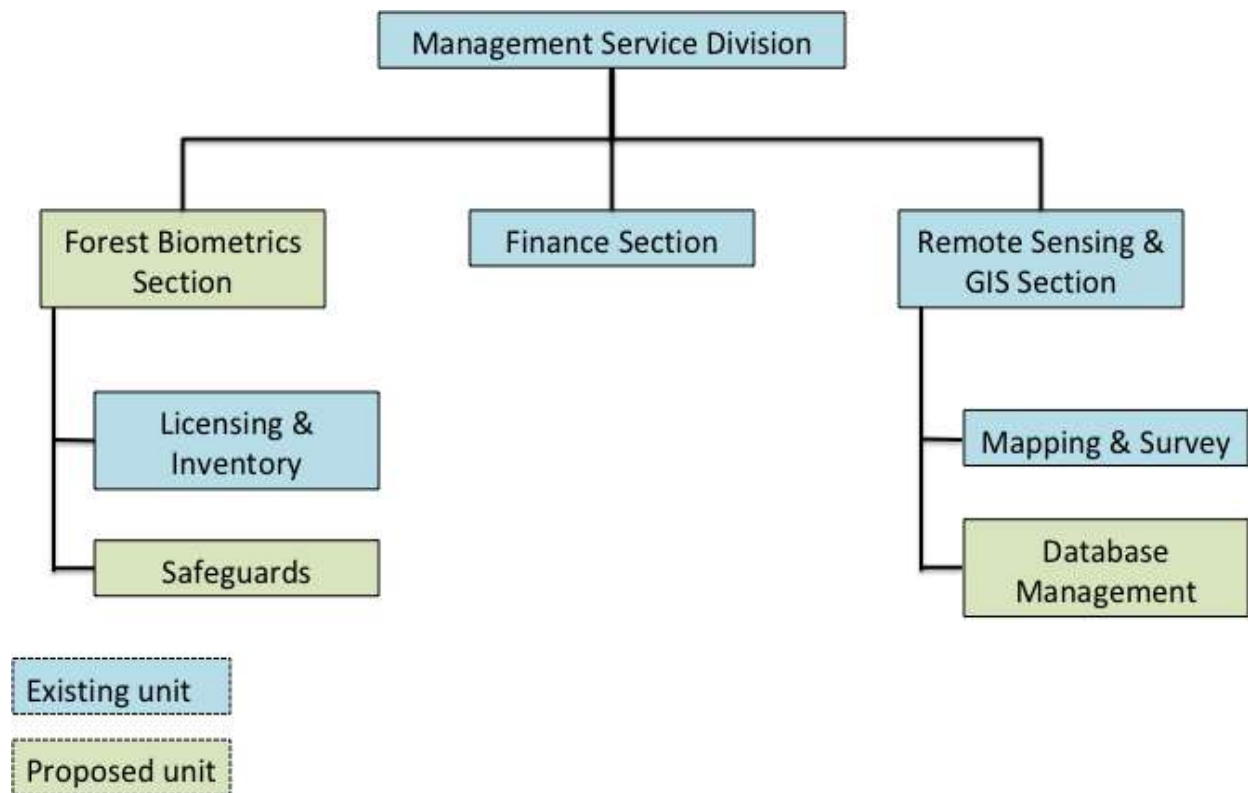 Management Service Division
Forest Biometrics
Section
Finance Section
Remote Sensing &
GIS Section
Licensing &
Inventory
Mapping & Survey
Safeguards
Database
Management
Existing unit
Proposed unit